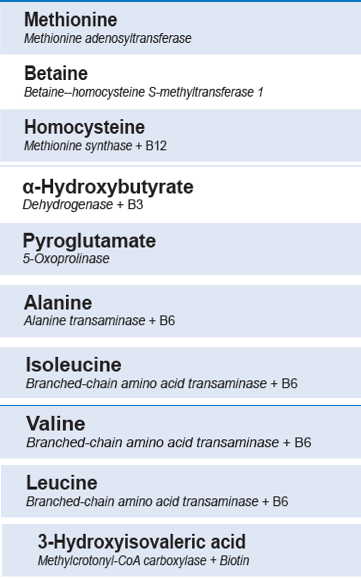 Methionine
Methionine adenosyltransferase
Betaine
Betaine--homocysteine S-methyltransferase 1
Homocysteine
Methionine synthase + B12
α-Hydroxybutyrate
Dehydrogenase + B3
Pyroglutamate
5-Oxoprolinase
Alanine
Alanine transaminase + B6
Isoleucine
Branched-chain amino acid transaminase + B6
Valine
Branched-chain amino acid transaminase + B6
Leucine
Branched-chain amino acid transaminase + B6
3-Hydroxyisovaleric acid
Methylcrotonyl-CoA carboxylase + Biotin